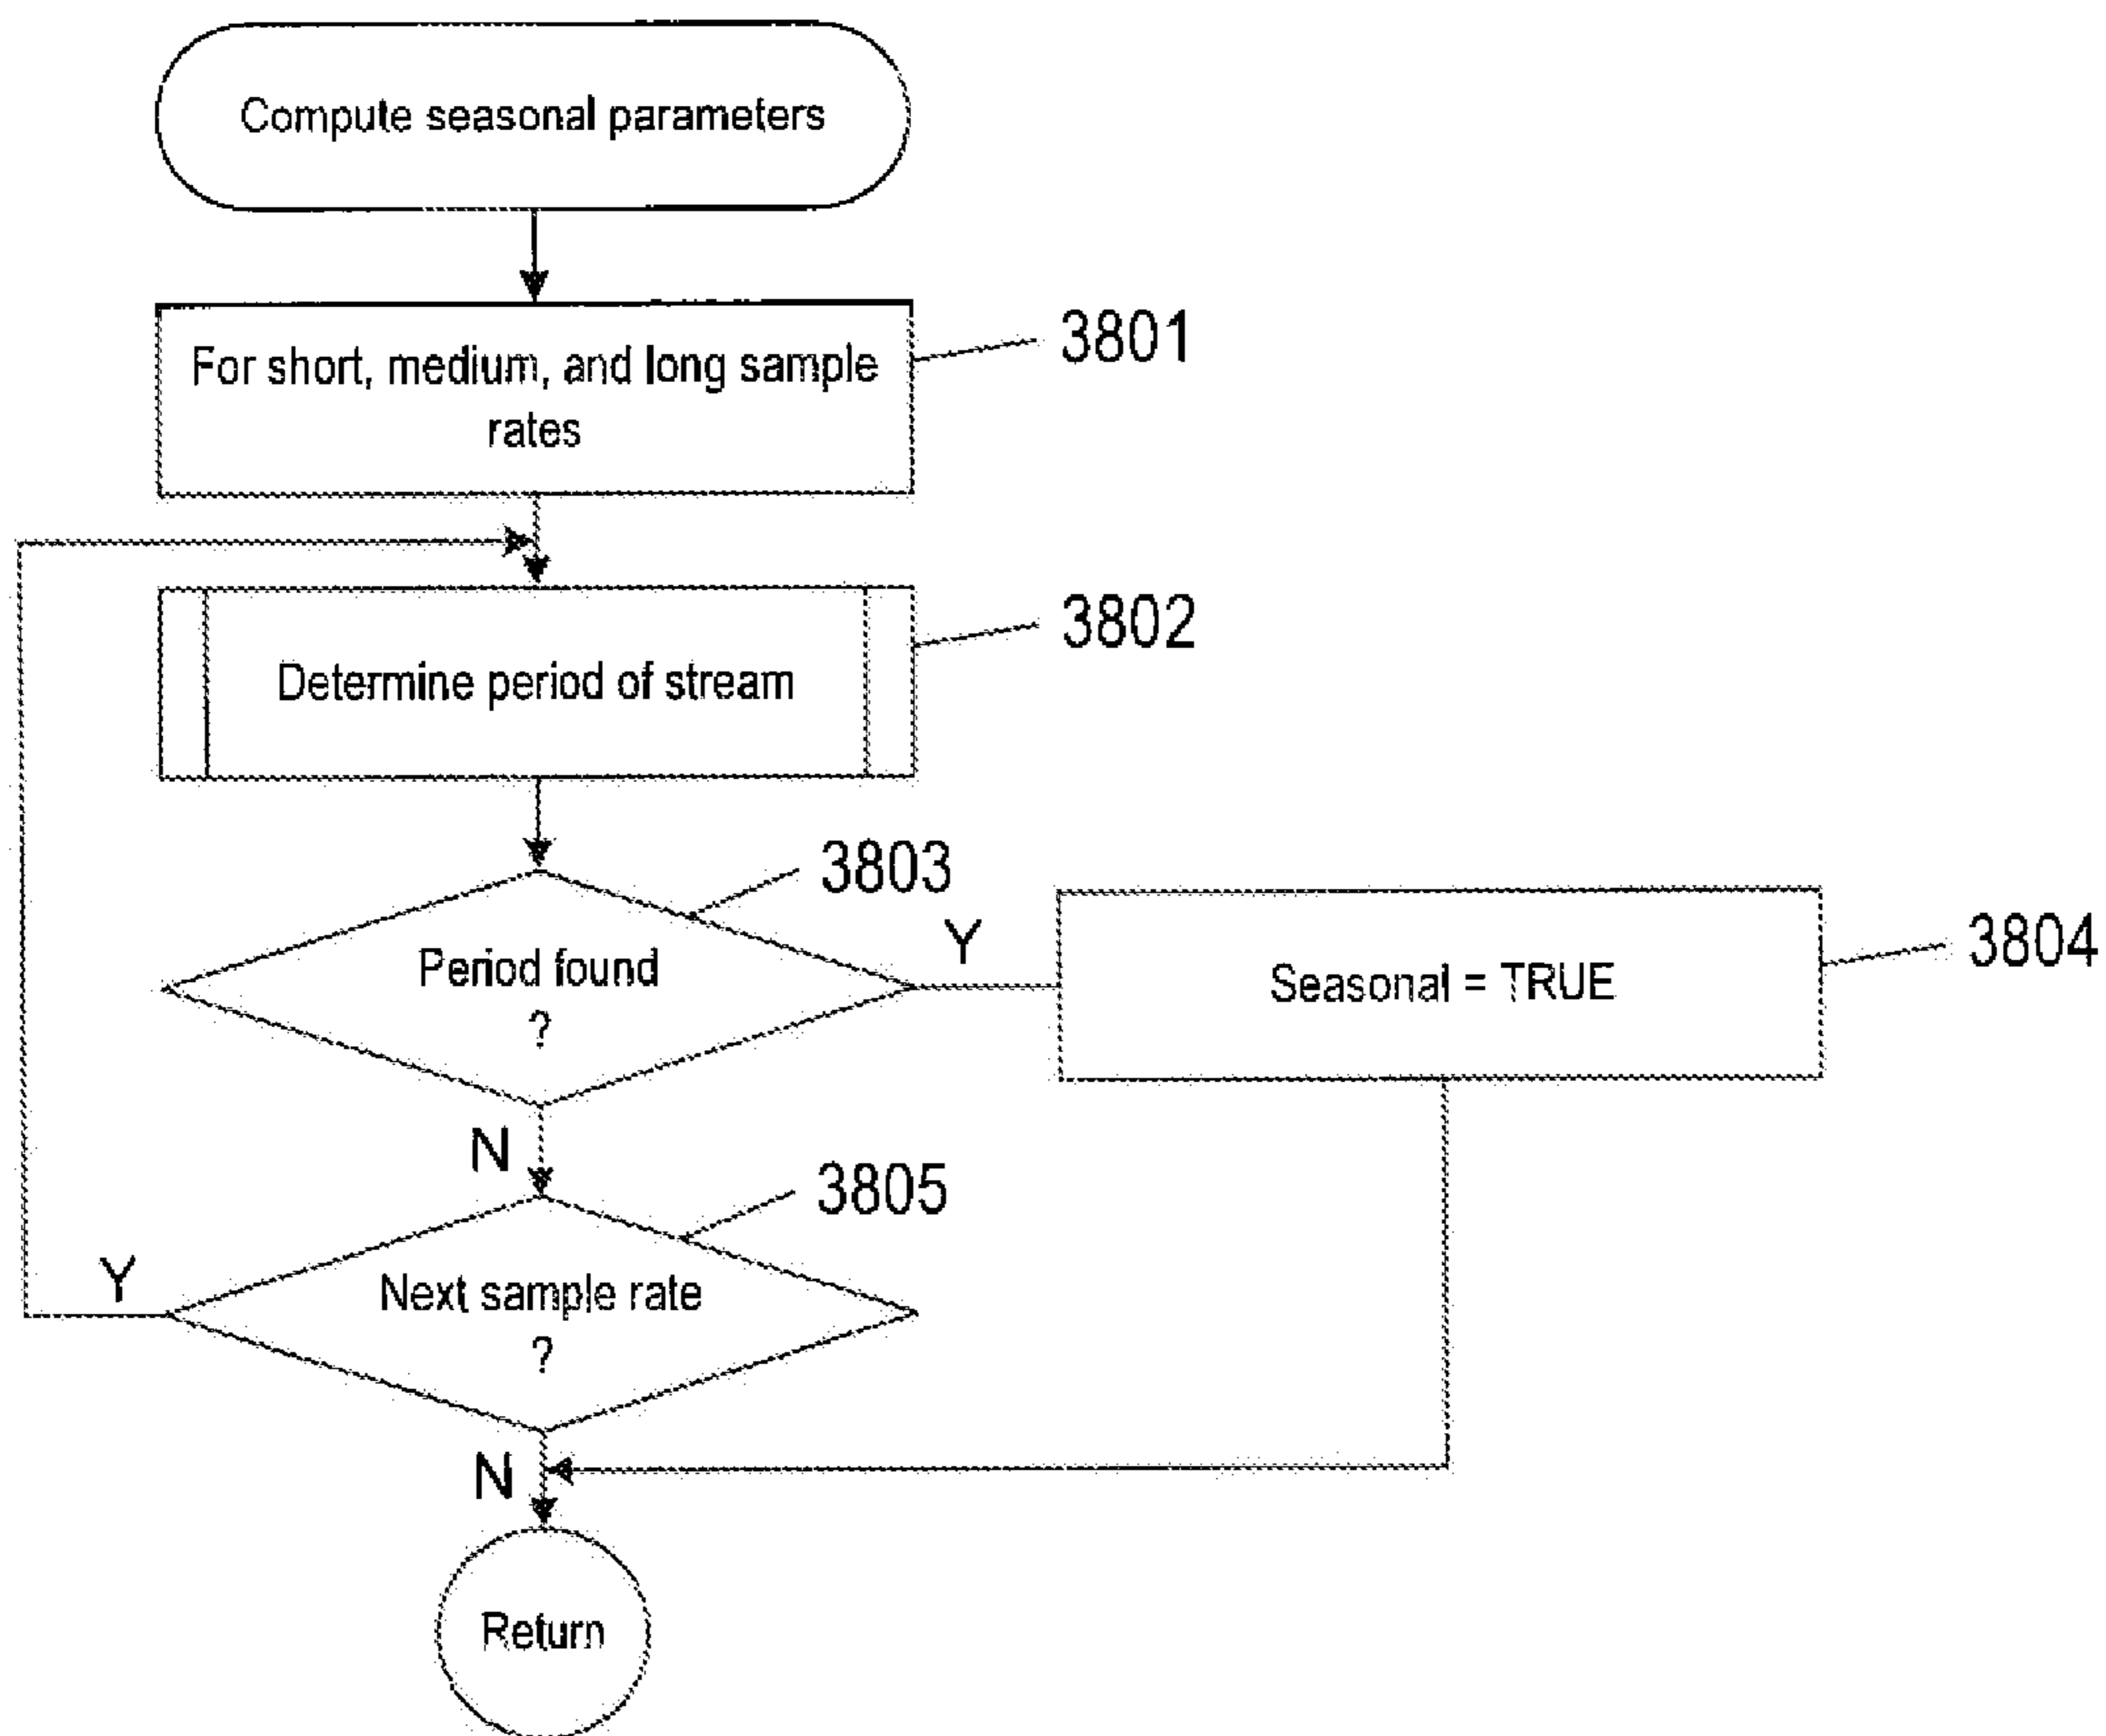 Compute seasonal parameters
For short, medium, and long sample
rates
3801
Determine period of stream
3802
Period found
?
3803
Y
Seasonal = TRUE
3804
N
Next sample rate
?
3805
Y
N
Return